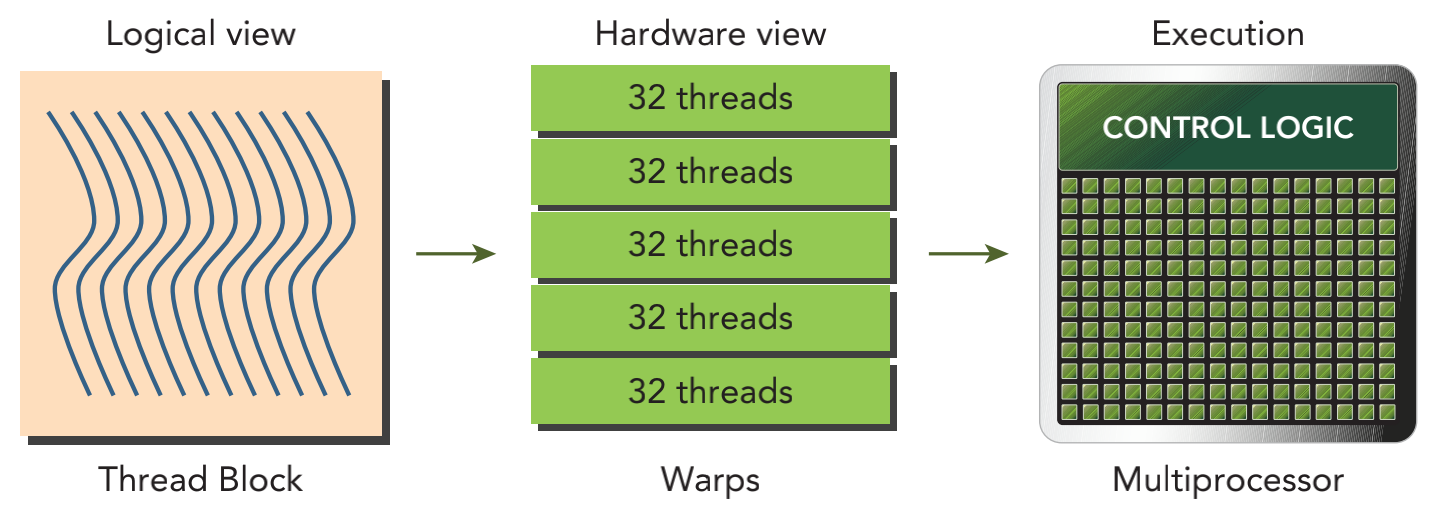 Logical view
Hardware view
Execution
32 threads
32 threads
32 threads
32 threads
32 threads
CONTROL LOGIC
Thread Block
Warps
Multiprocessor